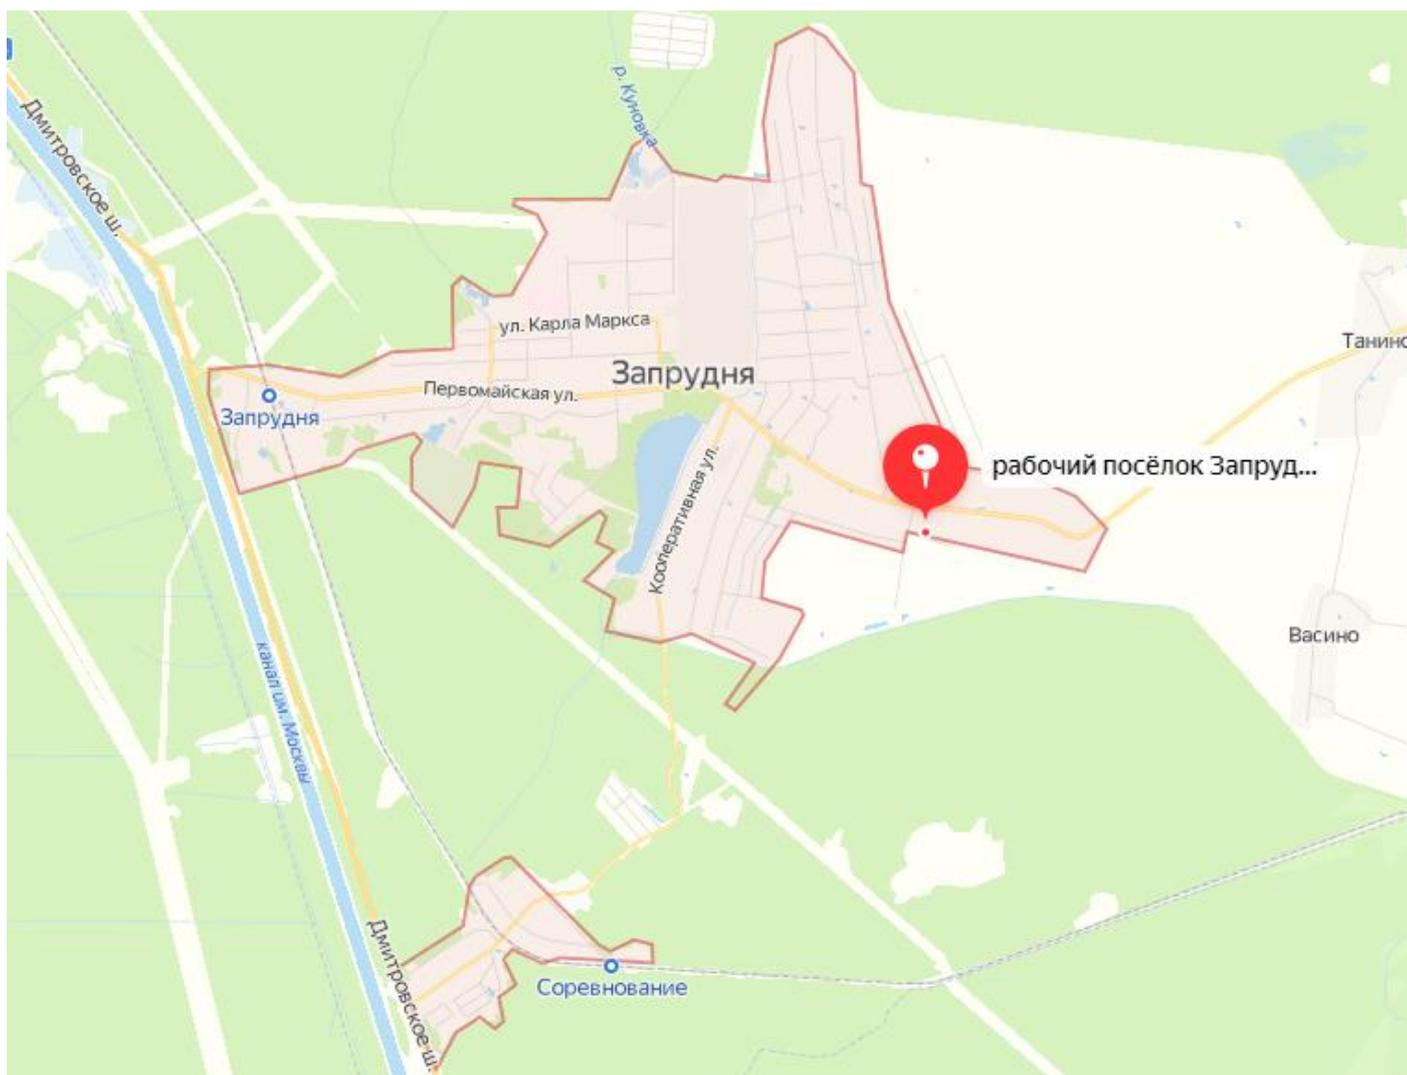 р. Куновка
Дмитровское ш.
Танино
ул. Карла Маркса
Запрудня
Первомайская ул.
Запрудня
рабочий посёлок Запруд...
Кооперативная ул.
Васино
канал им. Москвы
Дмитровское ш.
Соревнование